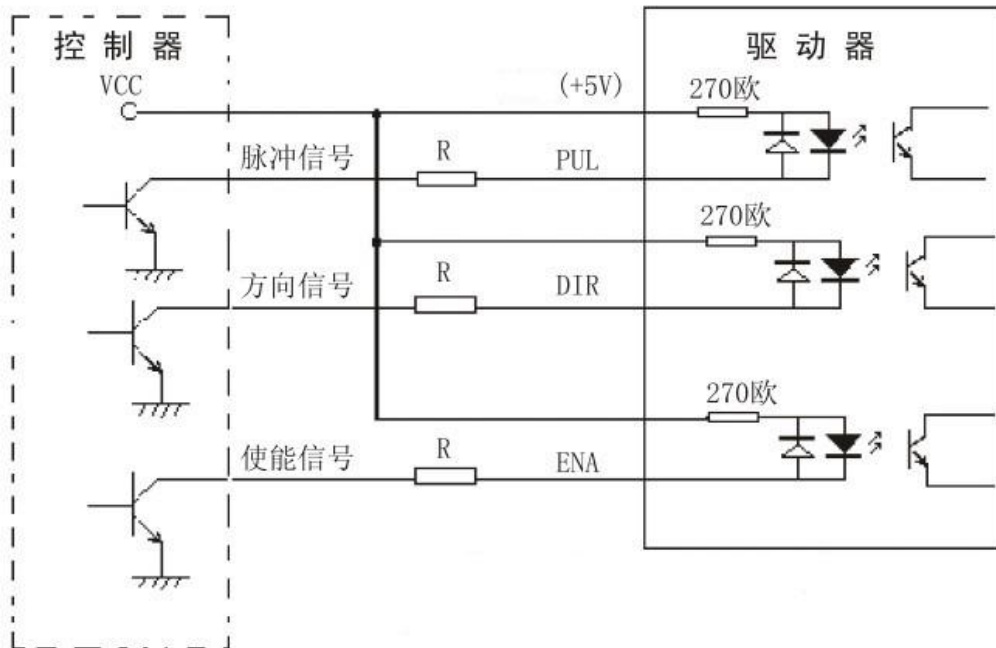 控制器
驱动器
VCC
(+5V)
270欧
脉冲信号
R
PUL
270欧
方向信号
R
DIR
270欧
使能信号
R
ENA